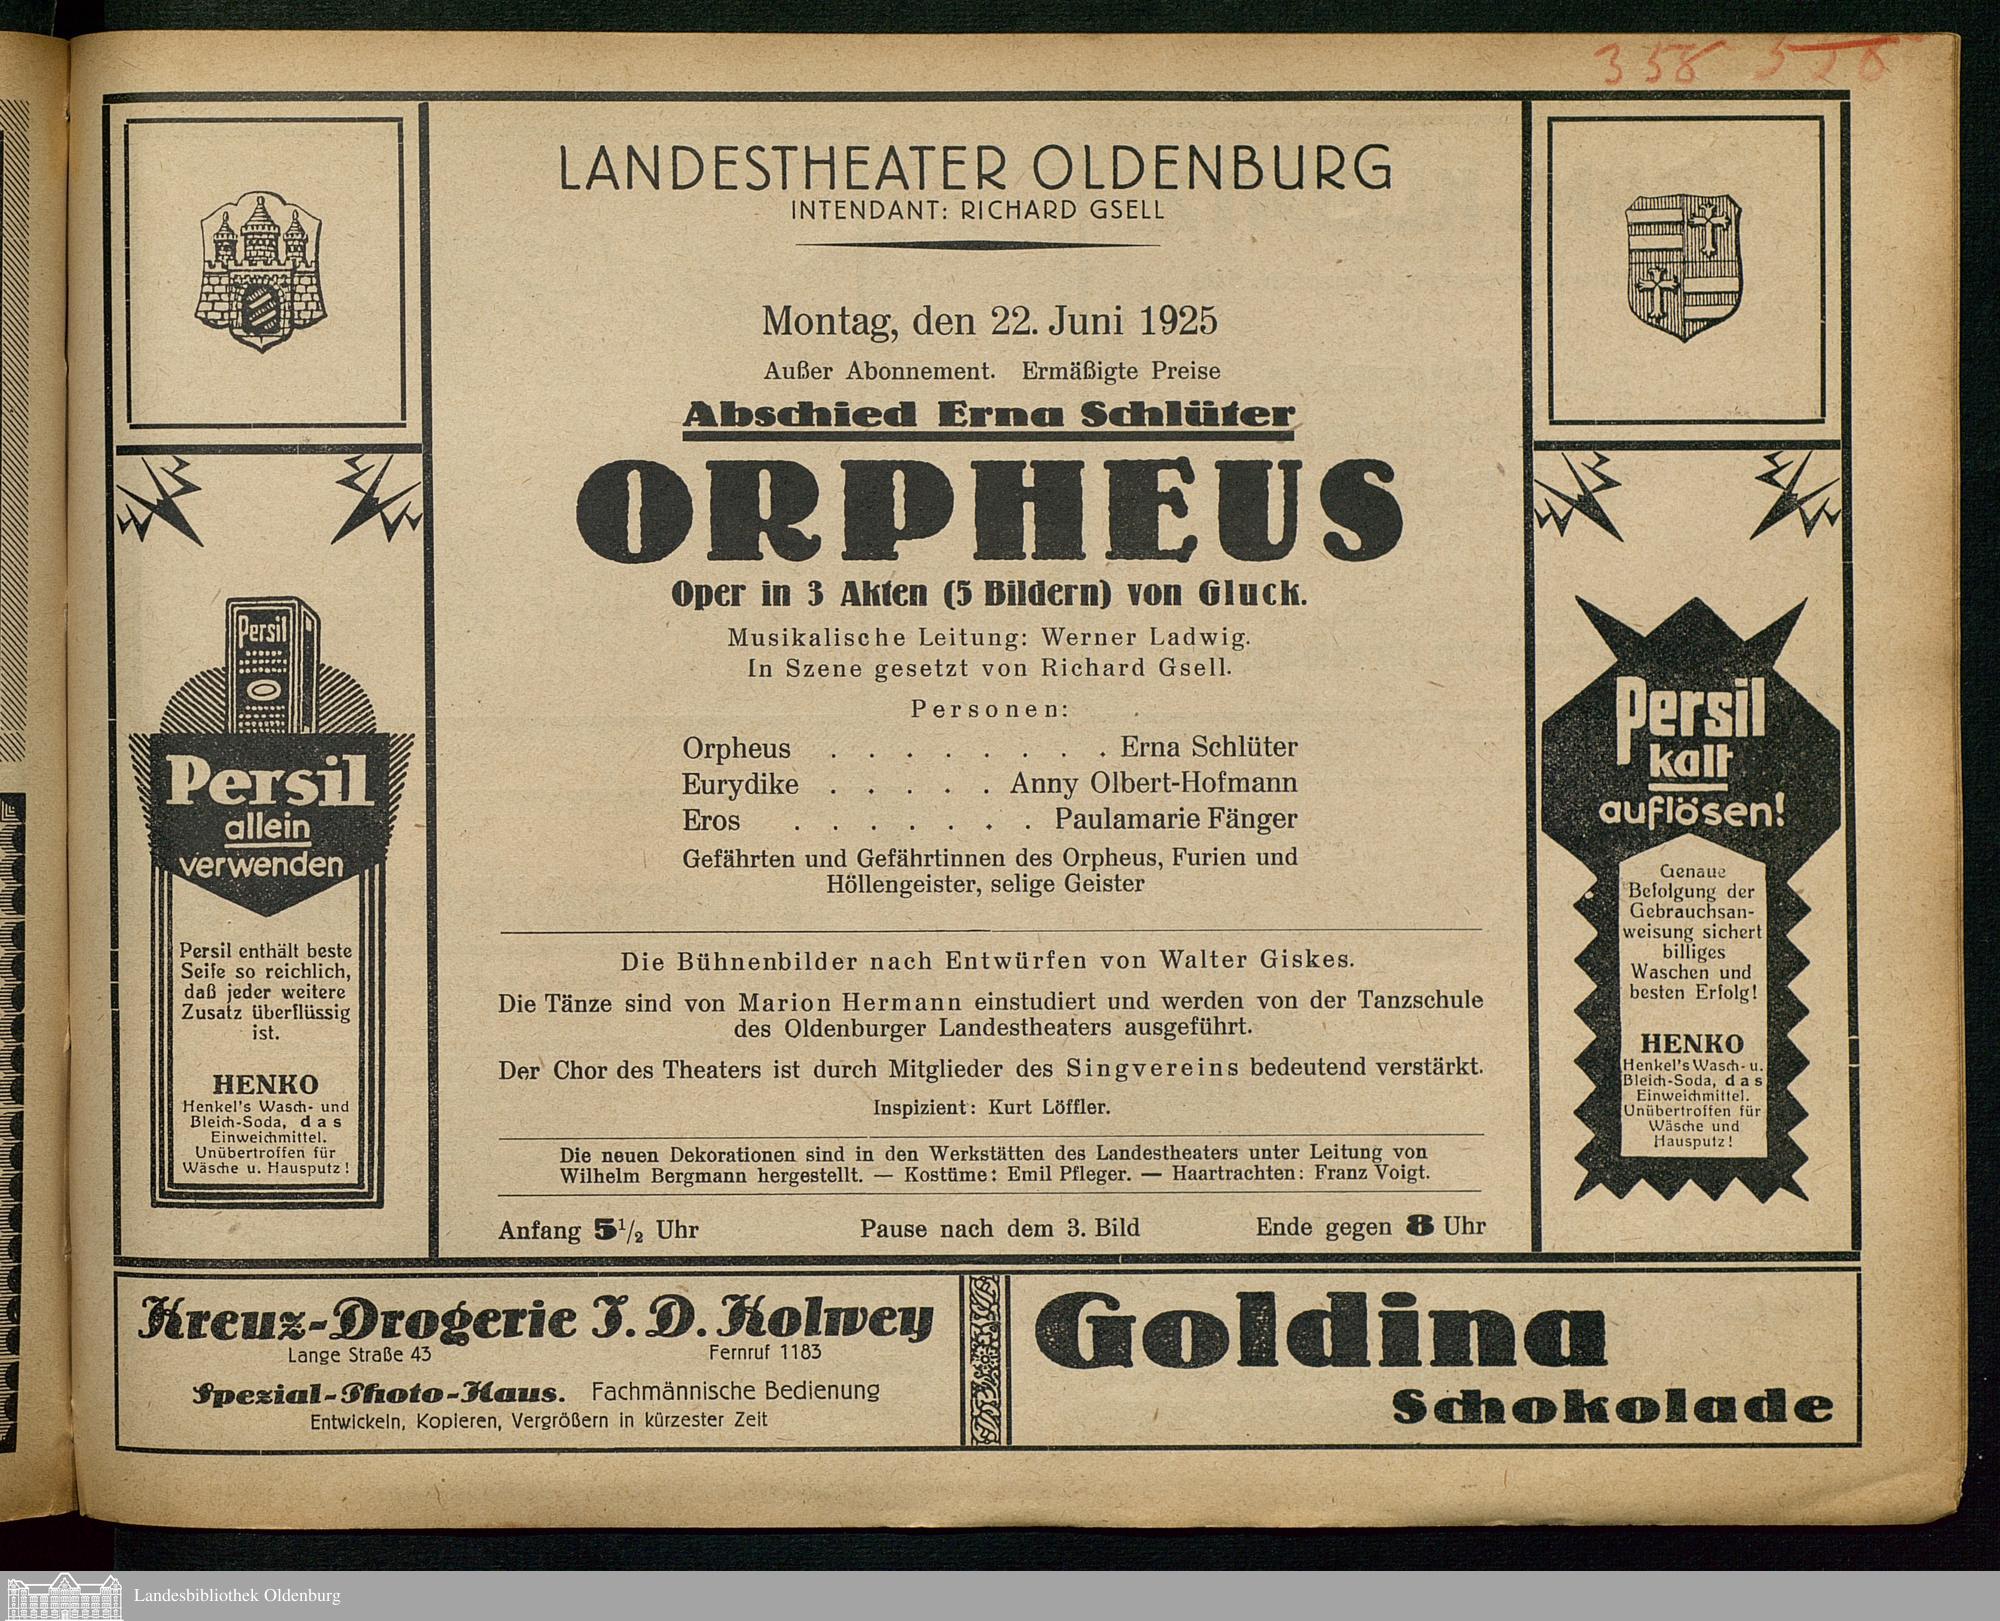 358 528
LANDESTHEATER OLDENBURG
INTENDANT: RICHARD GSELL
Montag, den 22. Juni 1925
Außer Abonnement. Ermäßigte Preise
Abschied Erna Schlüter
ORPHEUS
Oper in 3 Akten (5 Bildern) von Gluck.
Musikalische Leitung: Werner Ladwig.
In Szene gesetzt von Richard Gsell.
Personen:
Orpheus . . . . . . . . Erna Schlüter
Eurydike . . . . . Anny Olbert-Hofmann
Eros . . . . . . . Paulamarie Fänger
Gefährten und Gefährtinnen des Orpheus, Furien und
Höllengeister, selige Geister
Die Bühnenbilder nach Entwürfen von Walter Giskes.
Die Tänze sind von Marion Hermann einstudiert und werden von der Tanzschule
des Oldenburger Landestheaters ausgeführt.
Der Chor des Theaters ist durch Mitglieder des Singvereins bedeutend verstärkt.
Inspizient: Kurt Löffler.
Die neuen Dekorationen sind in den Werkstätten des Landestheaters unter Leitung von
Wilhelm Bergmann hergestellt. — Kostüme: Emil Pfleger. — Haartrachten: Franz Voigt.
Anfang 5 1/2 Uhr Pause nach dem 3. Bild Ende gegen 8 Uhr
Persil
Persil
allein
verwenden
Persil enthält beste
Seife so reichlich,
daß jeder weitere
Zusatz überflüssig
ist.
HENKO
Henkel's Wasch- und
Bleich-Soda, das
Einweichmittel.
Unübertroffen für
Wäsche u. Hausputz!
Persil
kalt
auflösen!
Genaue
Befolgung der
Gebrauchsan-
weisung sichert
billiges
Waschen und
besten Erfolg!
HENKO
Henkel's Wasch- u.
Bleich-Soda, das
Einweichmittel.
Unübertroffen für
Wäsche und
Hausputz!
Kreuz-Drogerie J. D. Kolwey
Lange Straße 43 Fernruf 1183
Spezial-Photo-Haus. Fachmännische Bedienung
Entwickeln, Kopieren, Vergrößern in kürzester Zeit
Goldina
Schokolade
Landesbibliothek Oldenburg